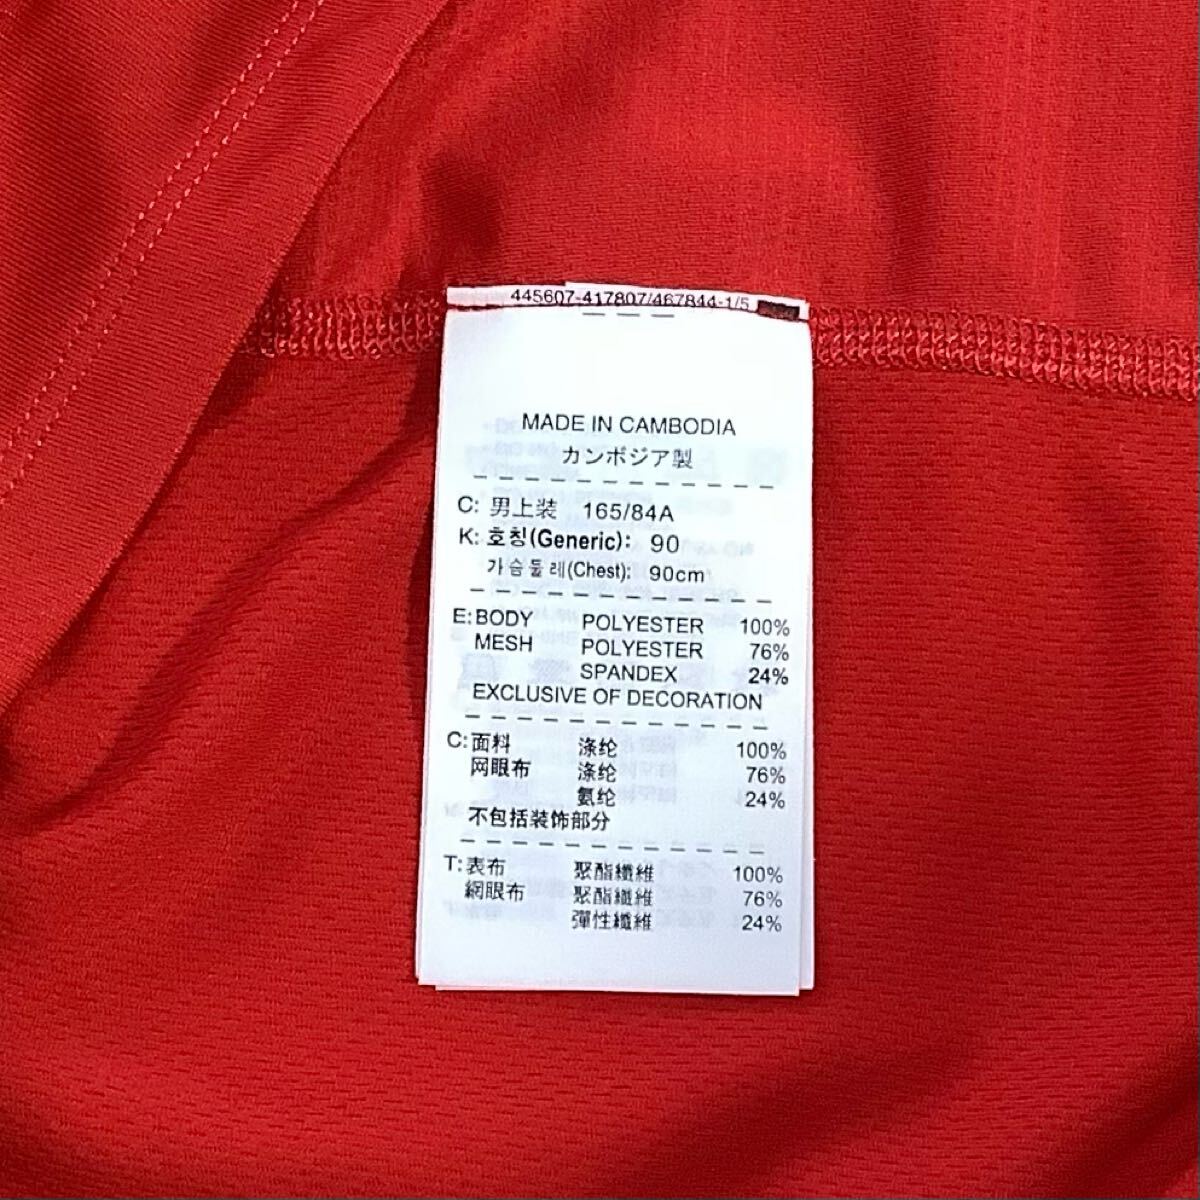 445607-417807/467844-1/5
MADE IN CAMBODIA
カンボジア製
C: 男上装 165/84A
K: 호칭(Generic): 90
가슴둘레(Chest): 90cm
E: BODY POLYESTER 100%
MESH POLYESTER 76%
SPANDEX 24%
EXCLUSIVE OF DECORATION
C: 面料 涤纶 100%
网眼布 涤纶 76%
氨纶 24%
不包括装饰部分
T: 表布 聚酯纖維 100%
網眼布 聚酯纖維 76%
彈性纖維 24%